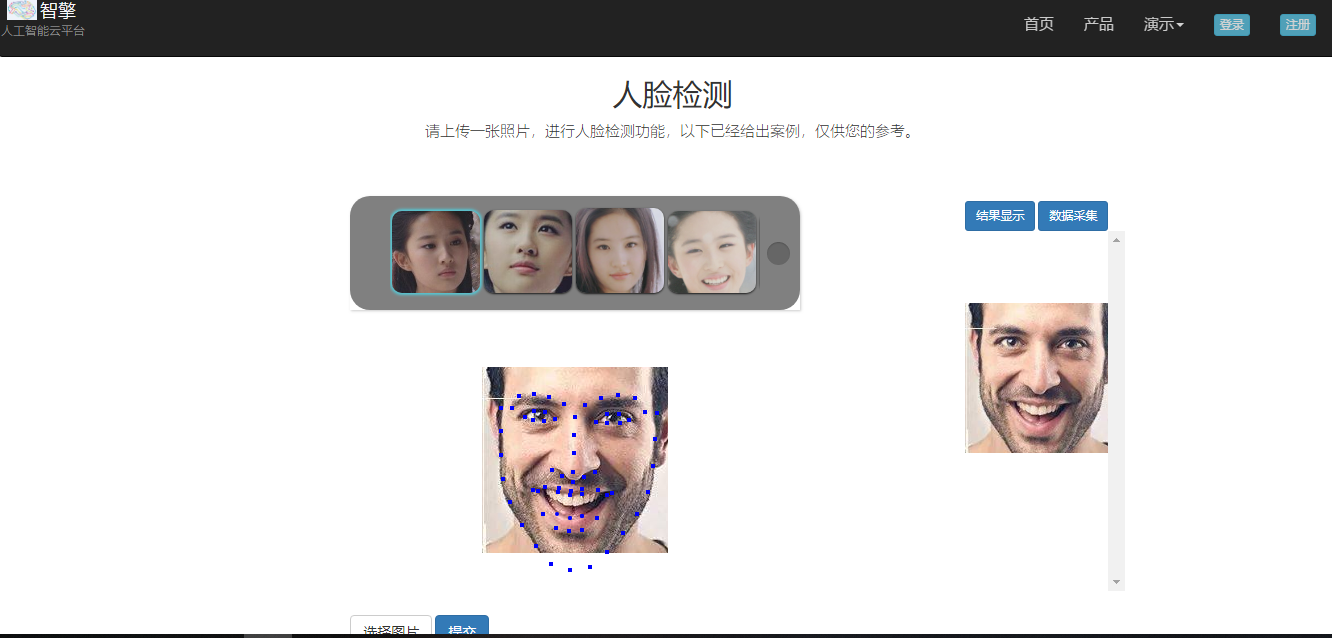 智擎
人工智能云平台
首页 产品 演示 登录 注册
人脸检测
请上传一张照片，进行人脸检测功能，以下已经给出案例，仅供您的参考。
结果显示 数据采集
选择图片 提交